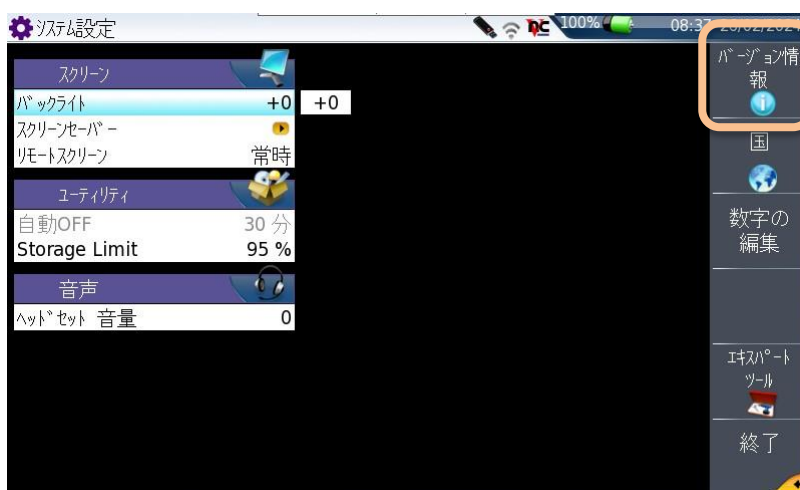 システム設定
100%
08:37 20/02/2024
スクリーン
バックライト +0 +0
スクリーンセーバー
リモートスクリーン 常時
ユーティリティ
自動OFF 30 分
Storage Limit 95 %
音声
ヘッドセット 音量 0
バージョン情
報
国
数字の
編集
エキスパート
ツール
終了